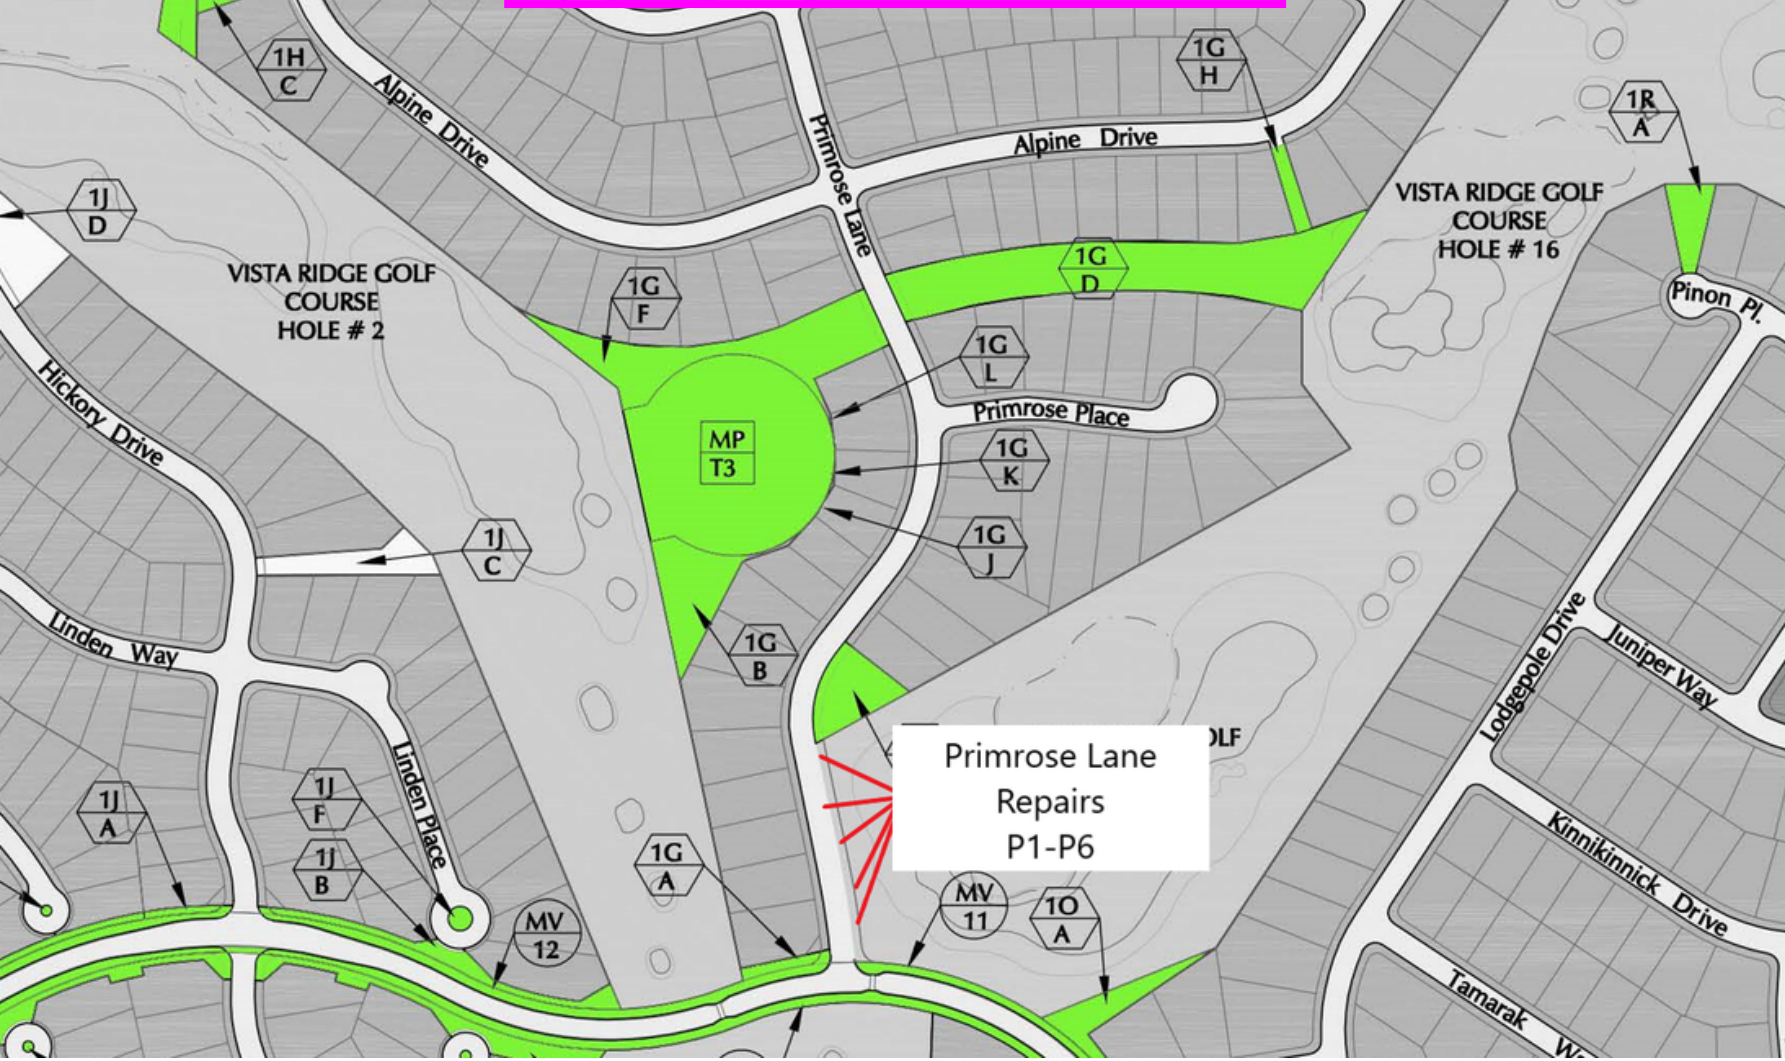 1H
C
Alpine Drive
Primrose Lane
1G
H
Alpine Drive
1R
A
1J
D
VISTA RIDGE GOLF
COURSE
HOLE # 2
1G
F
1G
D
VISTA RIDGE GOLF
COURSE
HOLE # 16
Pinon Pl.
1G
L
Primrose Place
Hickory Drive
MP
T3
1G
K
1J
C
1G
J
Linden Way
1G
B
Lodgepole Drive
Juniper Way
Linden Place
OLF
Primrose Lane
Repairs
P1-P6
1J
A
1J
F
1J
B
1G
A
MV
12
MV
11
1O
A
Kinnikinnick Drive
Tamarak